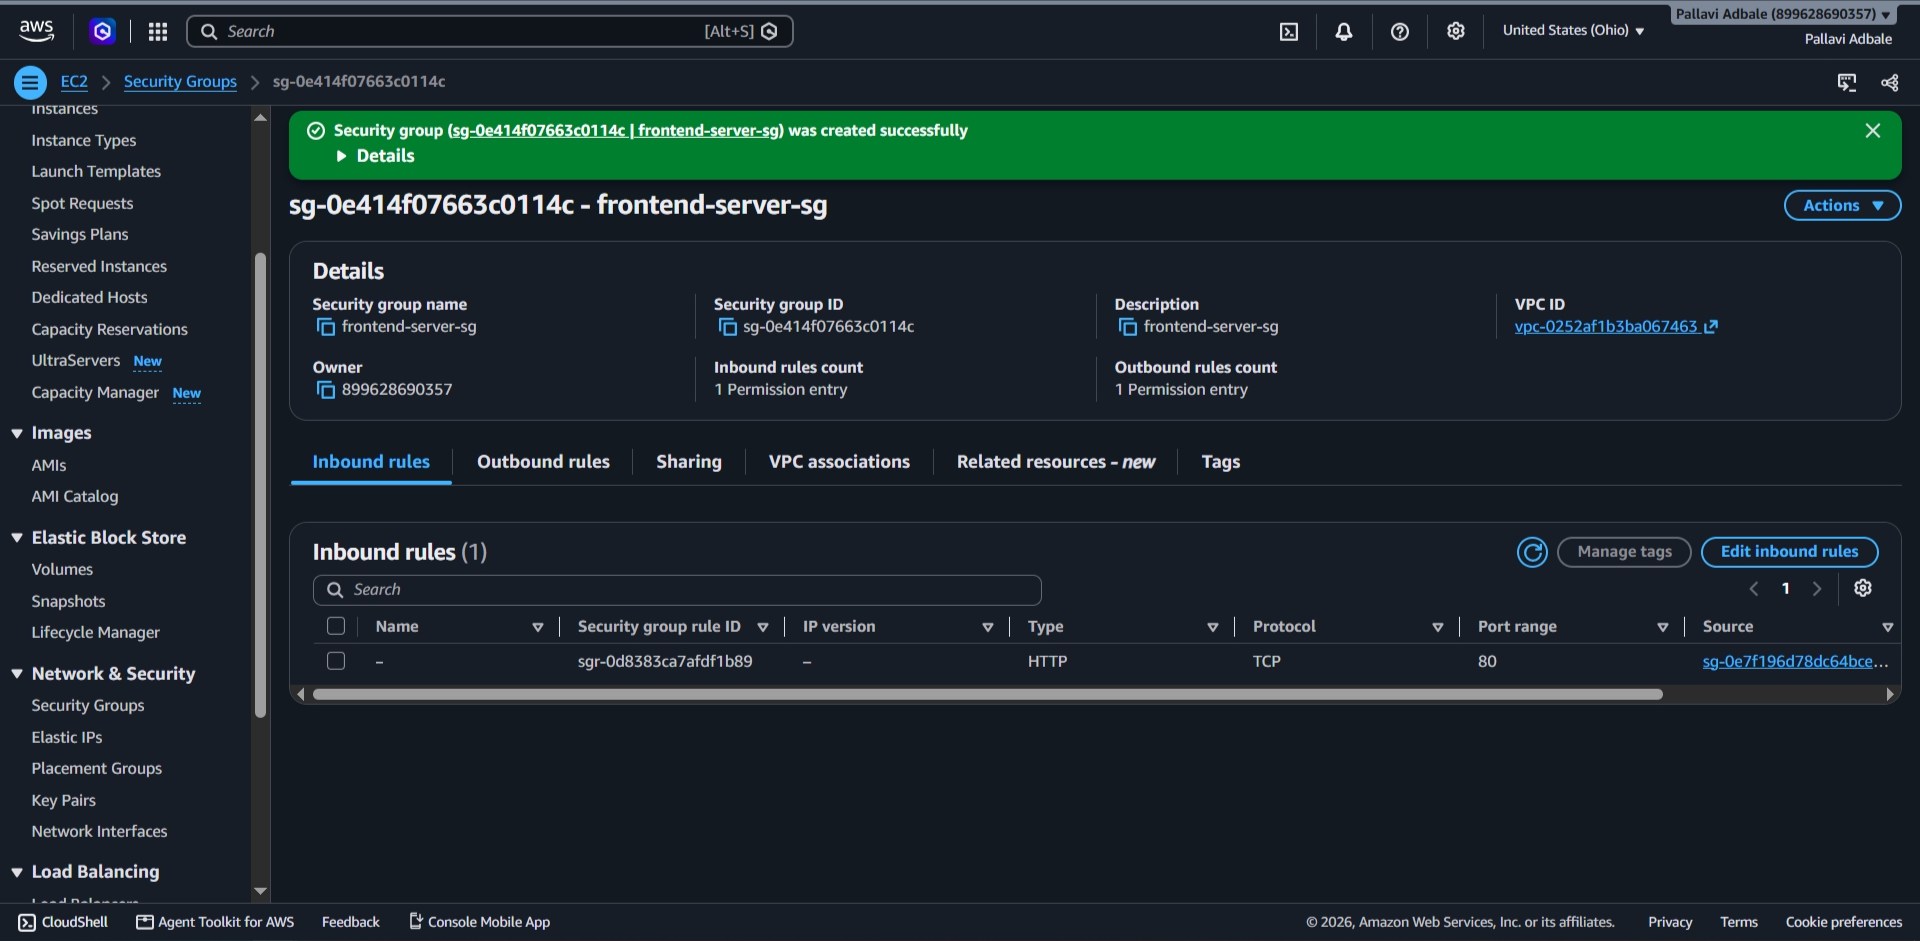 aws
Search [Alt+S]
United States (Ohio)
Pallavi Adbale (899628690357)
Pallavi Adbale
EC2 Security Groups sg-0e414f07663c0114c
Instances
Instance Types
Launch Templates
Spot Requests
Savings Plans
Reserved Instances
Dedicated Hosts
Capacity Reservations
UltraServers New
Capacity Manager New
Images
AMIs
AMI Catalog
Elastic Block Store
Volumes
Snapshots
Lifecycle Manager
Network & Security
Security Groups
Elastic IPs
Placement Groups
Key Pairs
Network Interfaces
Load Balancing
Load Balancers
Security group (sg-0e414f07663c0114c | frontend-server-sg) was created successfully
Details
sg-0e414f07663c0114c - frontend-server-sg
Actions
Details
Security group name
frontend-server-sg
Security group ID
sg-0e414f07663c0114c
Description
frontend-server-sg
VPC ID
vpc-0252af1b3ba067463
Owner
899628690357
Inbound rules count
1 Permission entry
Outbound rules count
1 Permission entry
Inbound rules Outbound rules Sharing VPC associations Related resources - new Tags
Inbound rules (1)
Manage tags Edit inbound rules
Search
1
Name Security group rule ID IP version Type Protocol Port range Source
– sgr-0d8383ca7afdf1b89 – HTTP TCP 80 sg-0e7f196d78dc64bce...
CloudShell Agent Toolkit for AWS Feedback Console Mobile App
© 2026, Amazon Web Services, Inc. or its affiliates. Privacy Terms Cookie preferences